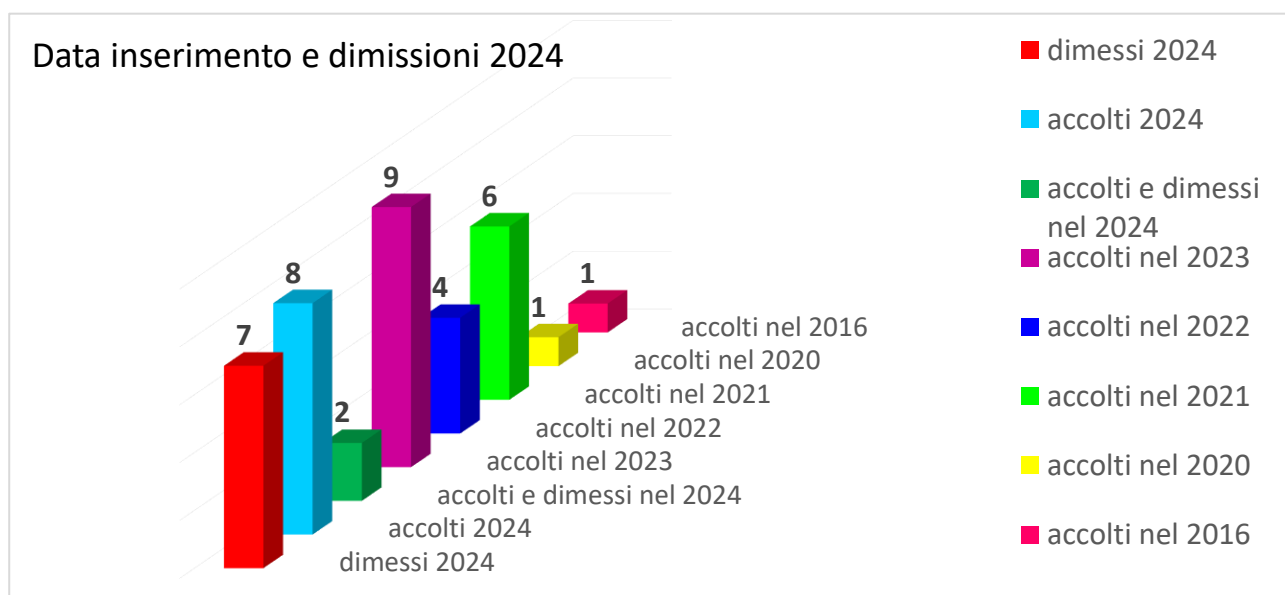 Data inserimento e dimissioni 2024
7
8
2
9
4
6
1
1
accolti nel 2016
accolti nel 2020
accolti nel 2021
accolti nel 2022
accolti nel 2023
accolti e dimessi nel 2024
accolti 2024
dimessi 2024
dimessi 2024
accolti 2024
accolti e dimessi
nel 2024
accolti nel 2023
accolti nel 2022
accolti nel 2021
accolti nel 2020
accolti nel 2016